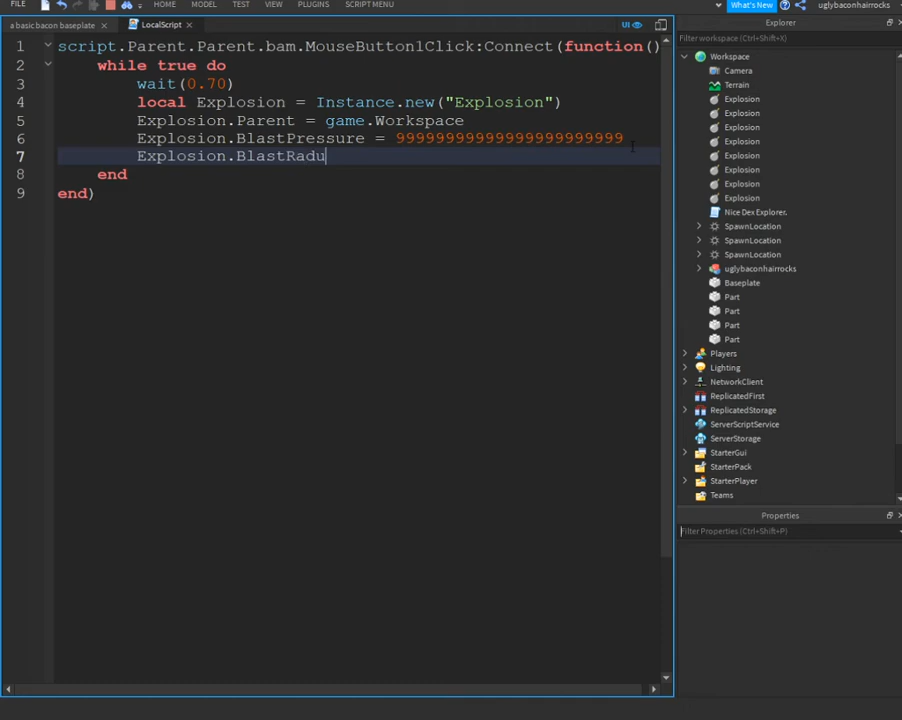 FILE HOME MODEL TEST VIEW PLUGINS SCRIPT MENU What's New uglybaconhairrocks
a basic bacon baseplate × LocalScript × UI Explorer
Filter workspace (Ctrl+Shift+X)
1 script.Parent.Parent.bam.MouseButton1Click:Connect(function()
2 while true do
3 wait(0.70)
4 local Explosion = Instance.new("Explosion")
5 Explosion.Parent = game.Workspace
6 Explosion.BlastPressure = 99999999999999999999999
7 Explosion.BlastRadu
8 end
9 end)
Workspace
Camera
Terrain
Explosion
Explosion
Explosion
Explosion
Explosion
Explosion
Explosion
Explosion
Nice Dex Explorer.
SpawnLocation
SpawnLocation
SpawnLocation
uglybaconhairrocks
Baseplate
Part
Part
Part
Part
Players
Lighting
NetworkClient
ReplicatedFirst
ReplicatedStorage
ServerScriptService
ServerStorage
StarterGui
StarterPack
StarterPlayer
Teams
Properties
Filter Properties (Ctrl+Shift+P)